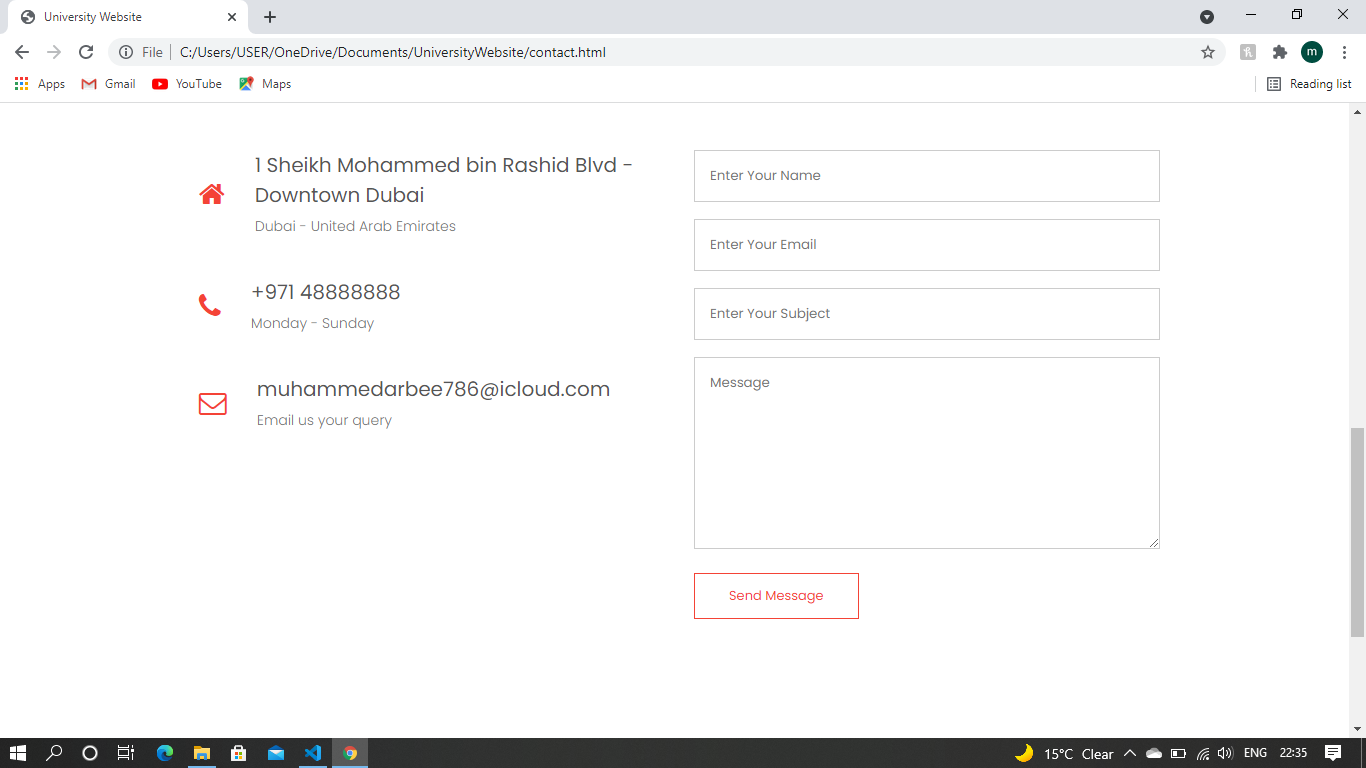 University Website
File
C:/Users/USER/OneDrive/Documents/UniversityWebsite/contact.html
m
Apps
Gmail
YouTube
Maps
Reading list
1 Sheikh Mohammed bin Rashid Blvd -
Downtown Dubai
Dubai - United Arab Emirates
+971 48888888
Monday - Sunday
muhammedarbee786@icloud.com
Email us your query
Enter Your Name
Enter Your Email
Enter Your Subject
Message
Send Message
15°C Clear
ENG
22:35